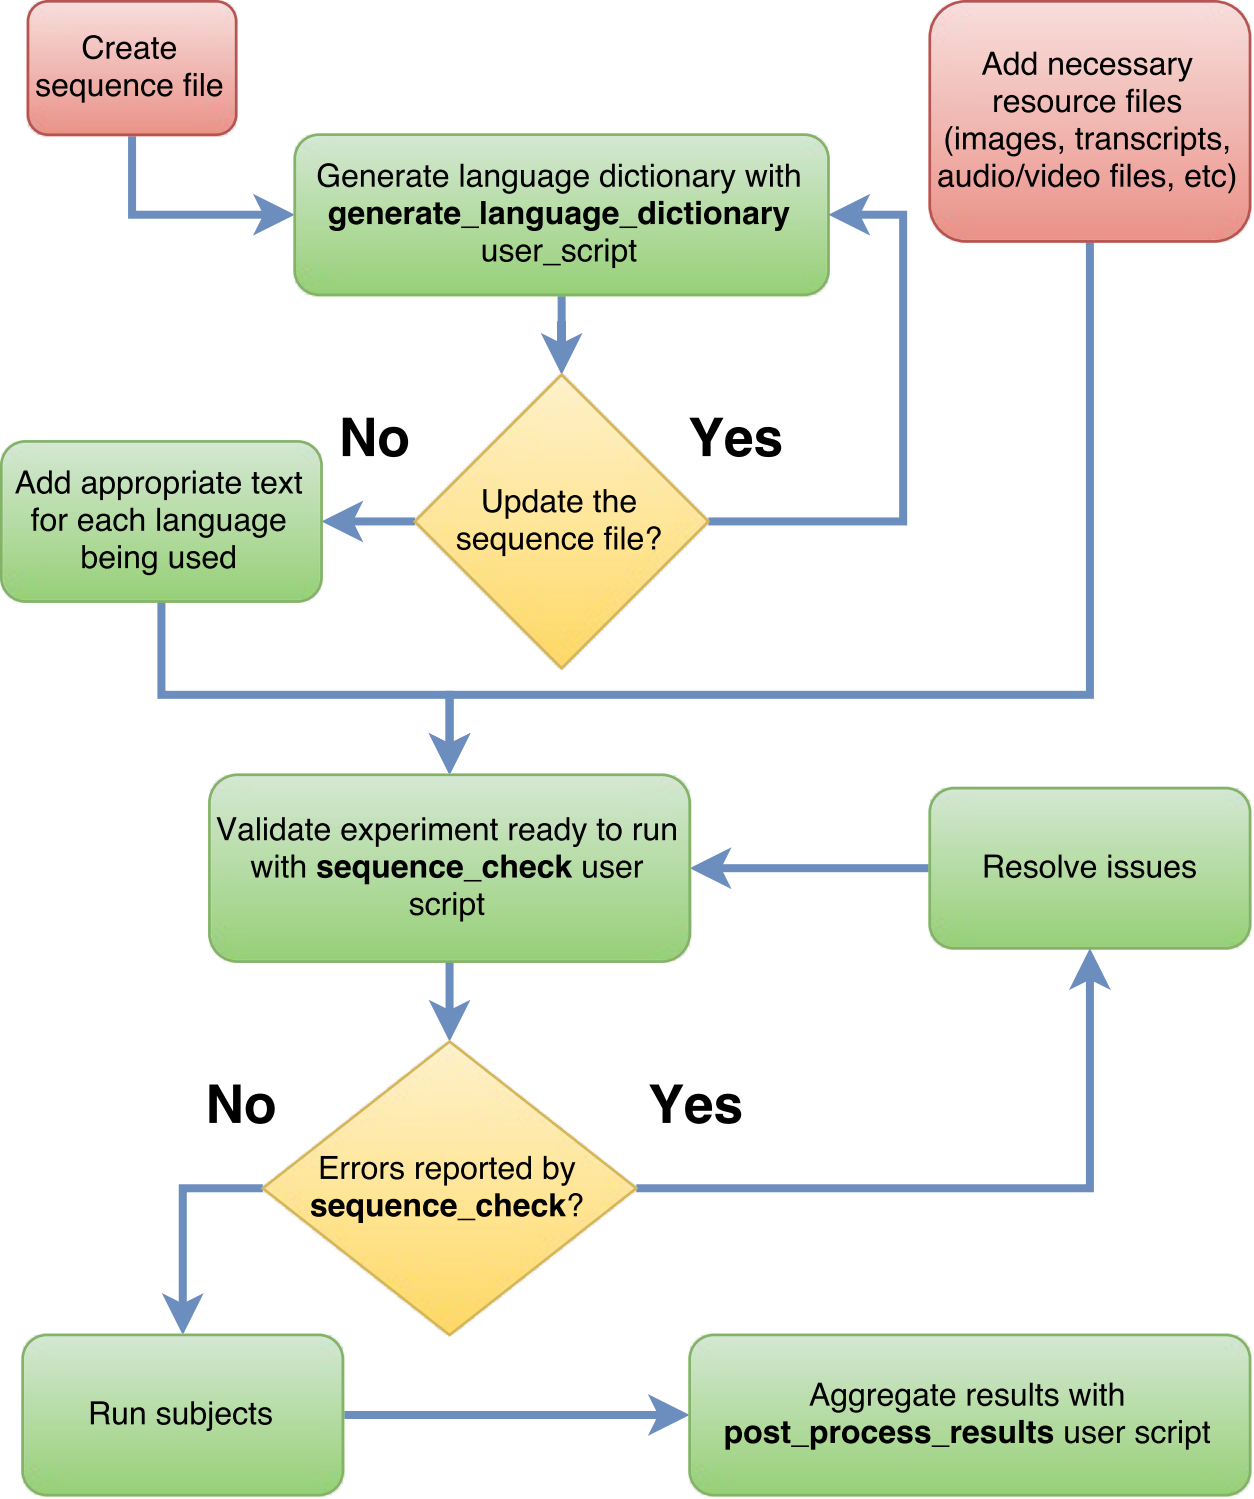 Create
sequence file
Add necessary
resource files
(images, transcripts,
audio/video files, etc)
Generate language dictionary with
generate_language_dictionary
user_script
No
Yes
Add appropriate text
for each language
being used
Update the
sequence file?
Validate experiment ready to run
with sequence_check user
script
Resolve issues
No
Yes
Errors reported by
sequence_check?
Run subjects
Aggregate results with
post_process_results user script